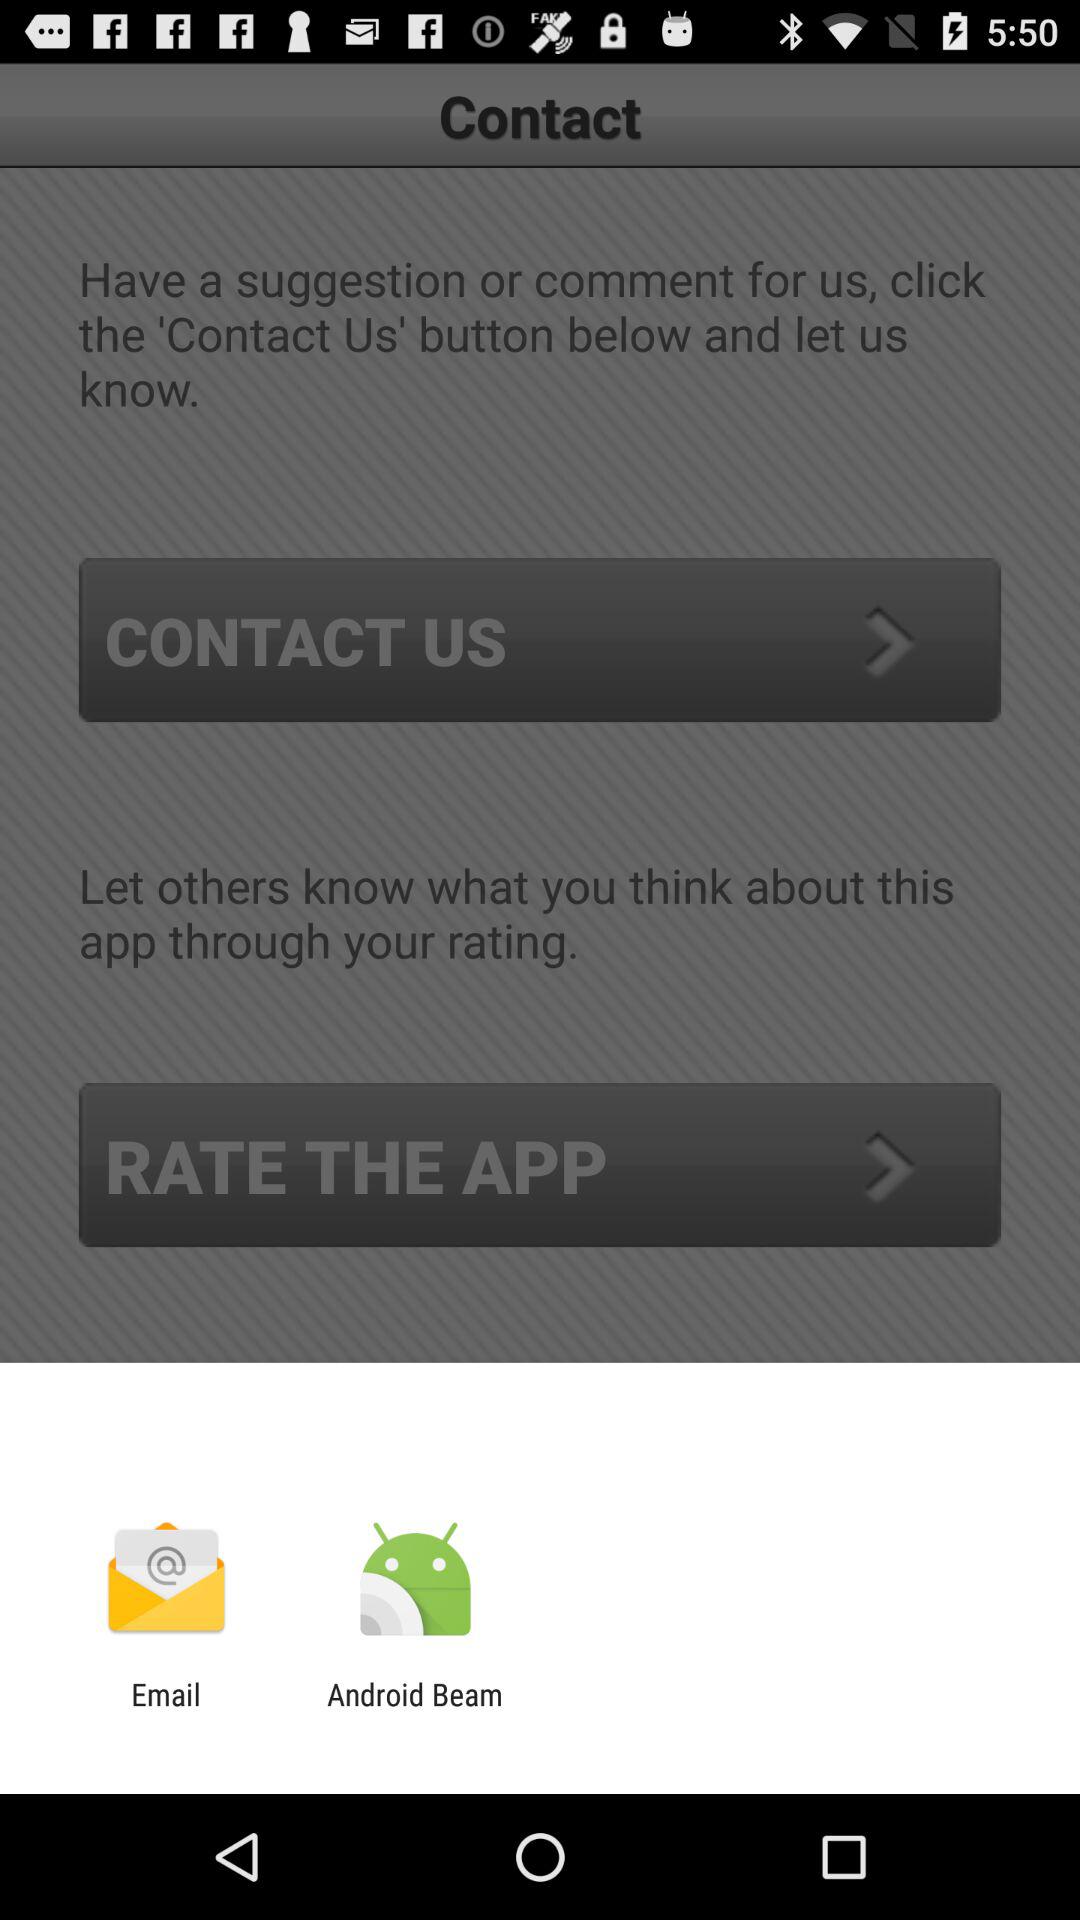 FAKE
5:50
Contact
Have a suggestion or comment for us, click
the 'Contact Us' button below and let us
know.
CONTACT US
Let others know what you think about this
app through your rating.
RATE THE APP
Email
Android Beam